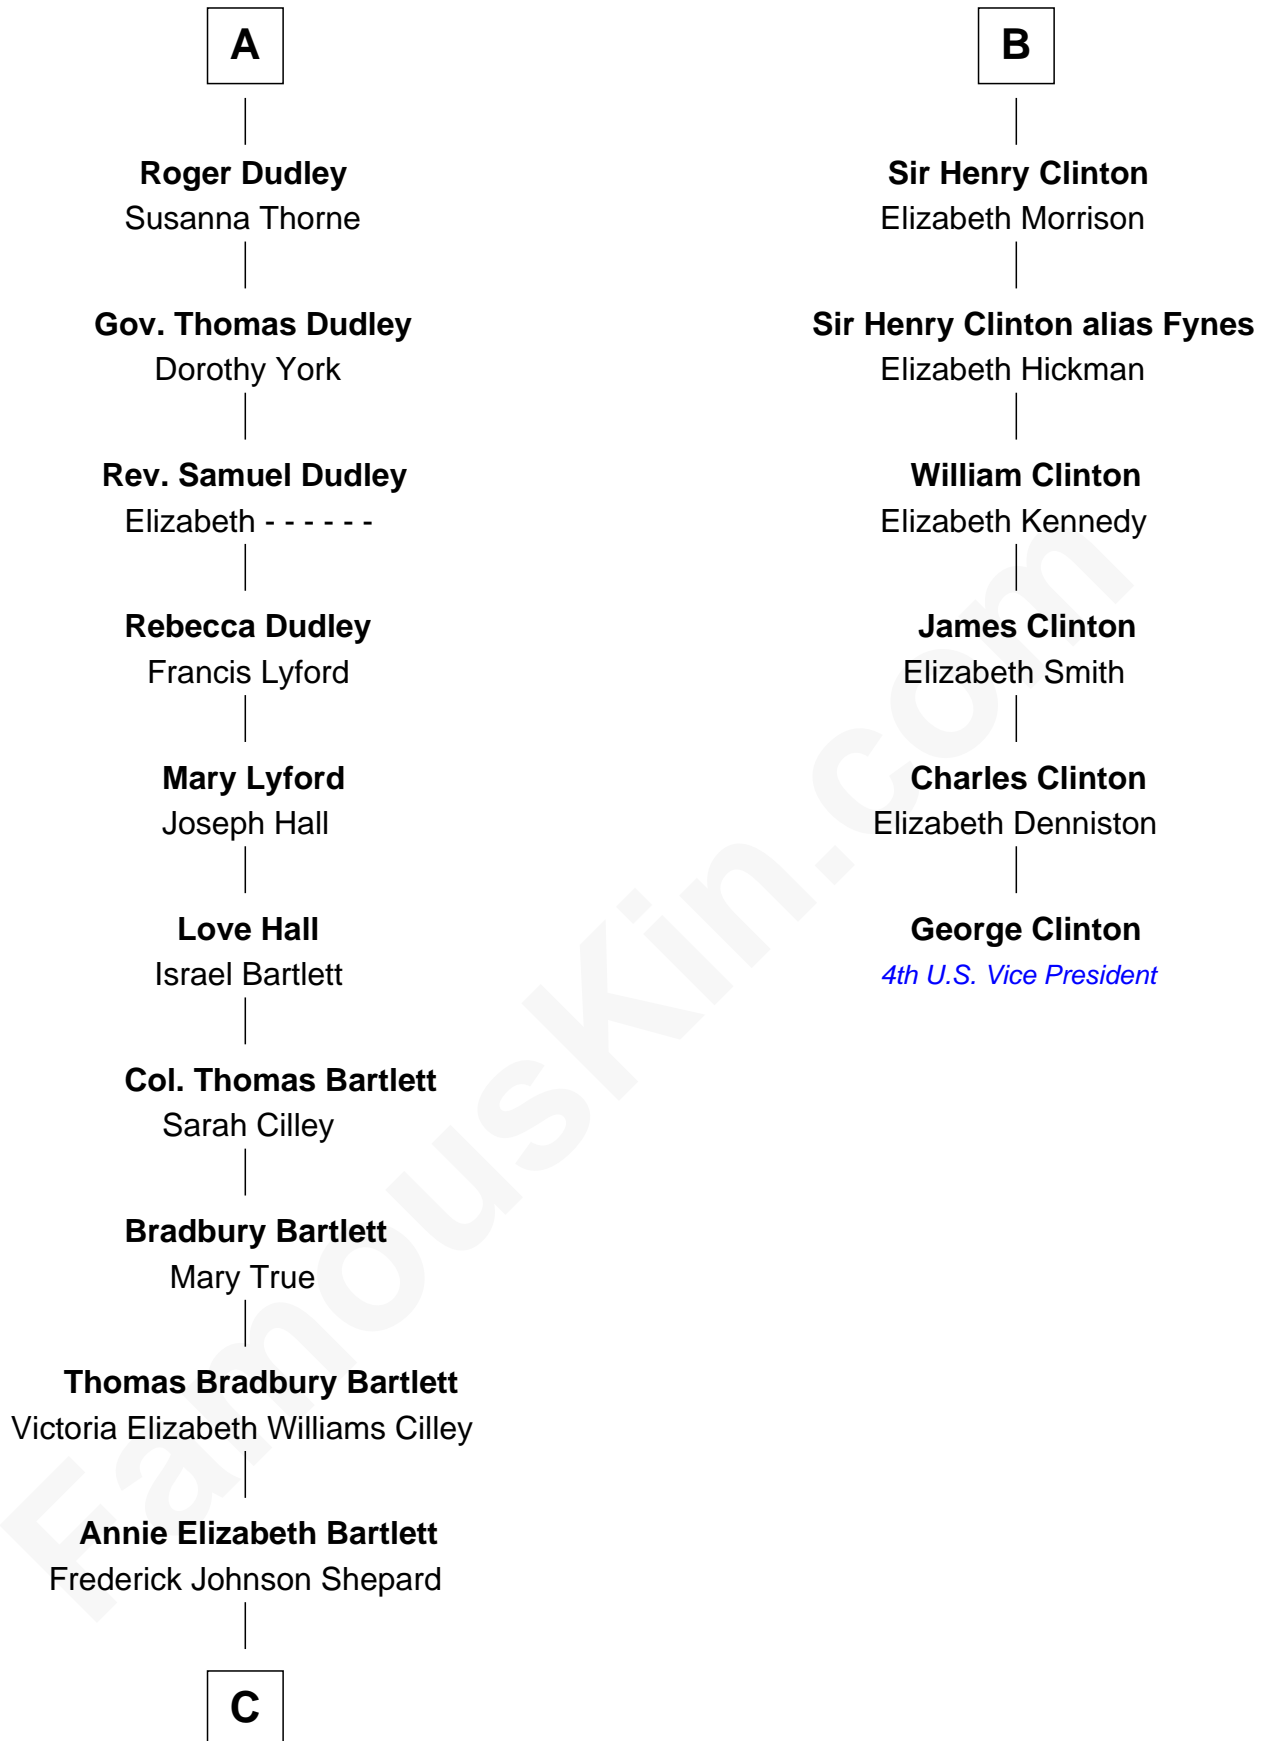 A
Roger Dudley
Susanna Thorne
Gov. Thomas Dudley
Dorothy York
Rev. Samuel Dudley
Elizabeth - - - - - -
Rebecca Dudley
Francis Lyford
Mary Lyford
Joseph Hall
Love Hall
Israel Bartlett
Col. Thomas Bartlett
Sarah Cilley
Bradbury Bartlett
Mary True
Thomas Bradbury Bartlett
Victoria Elizabeth Williams Cilley
Annie Elizabeth Bartlett
Frederick Johnson Shepard
C
B
Sir Henry Clinton
Elizabeth Morrison
Sir Henry Clinton alias Fynes
Elizabeth Hickman
William Clinton
Elizabeth Kennedy
James Clinton
Elizabeth Smith
Charles Clinton
Elizabeth Denniston
George Clinton
4th U.S. Vice President
FamousKin.com